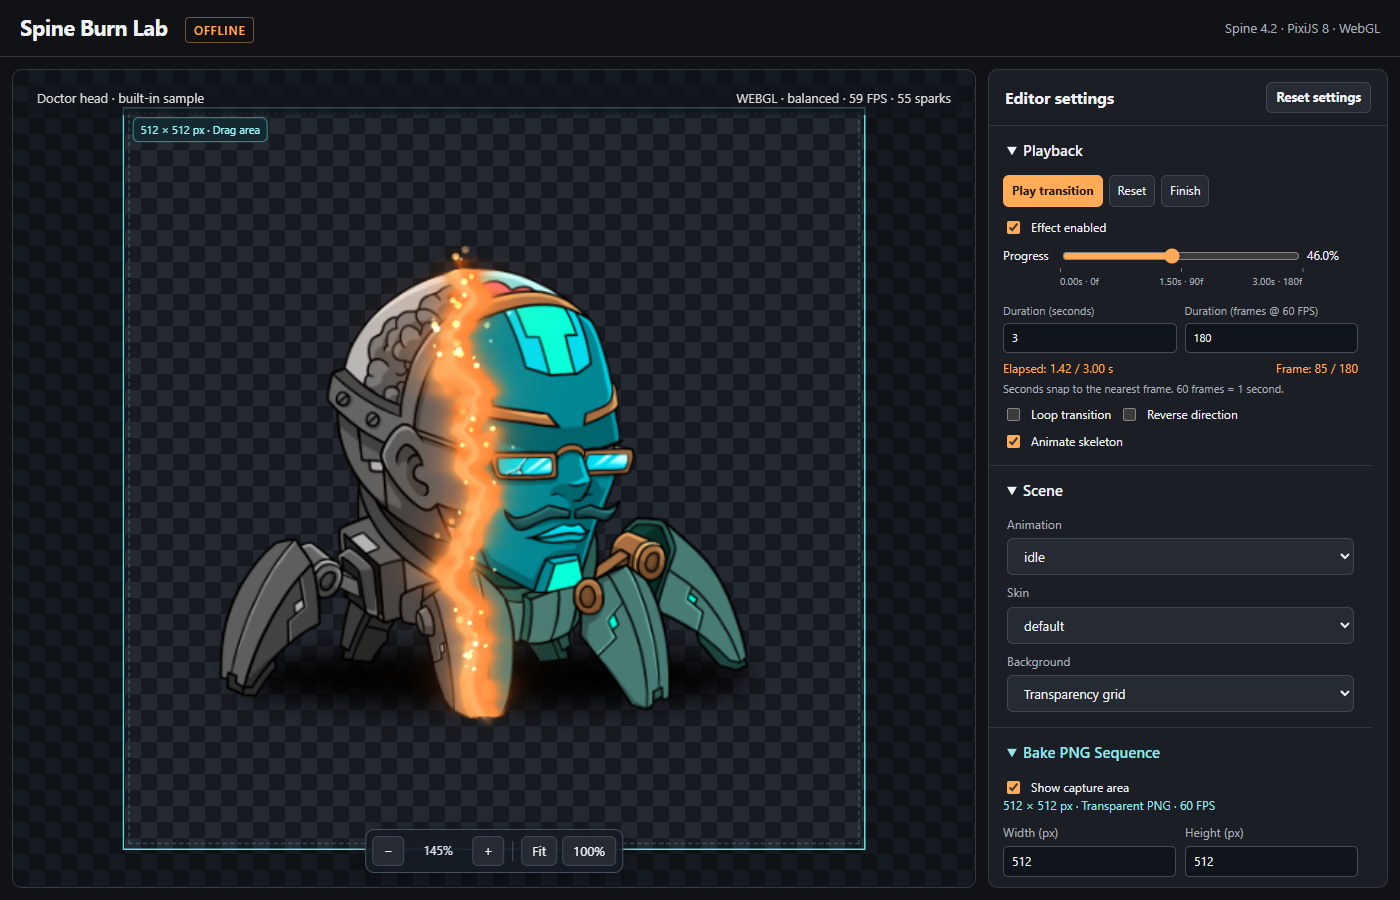 Spine Burn Lab
OFFLINE
Spine 4.2 · PixiJS 8 · WebGL
Doctor head · built-in sample
WEBGL · balanced · 59 FPS · 55 sparks
512 × 512 px · Drag area
− 145% + Fit 100%
Editor settings
Reset settings
▼ Playback
Play transition Reset Finish
Effect enabled
Progress 46.0%
0.00s · 0f 1.50s · 90f 3.00s · 180f
Duration (seconds) Duration (frames @ 60 FPS)
3 180
Elapsed: 1.42 / 3.00 s Frame: 85 / 180
Seconds snap to the nearest frame. 60 frames = 1 second.
Loop transition Reverse direction
Animate skeleton
▼ Scene
Animation
idle
Skin
default
Background
Transparency grid
▼ Bake PNG Sequence
Show capture area
512 × 512 px · Transparent PNG · 60 FPS
Width (px) Height (px)
512 512